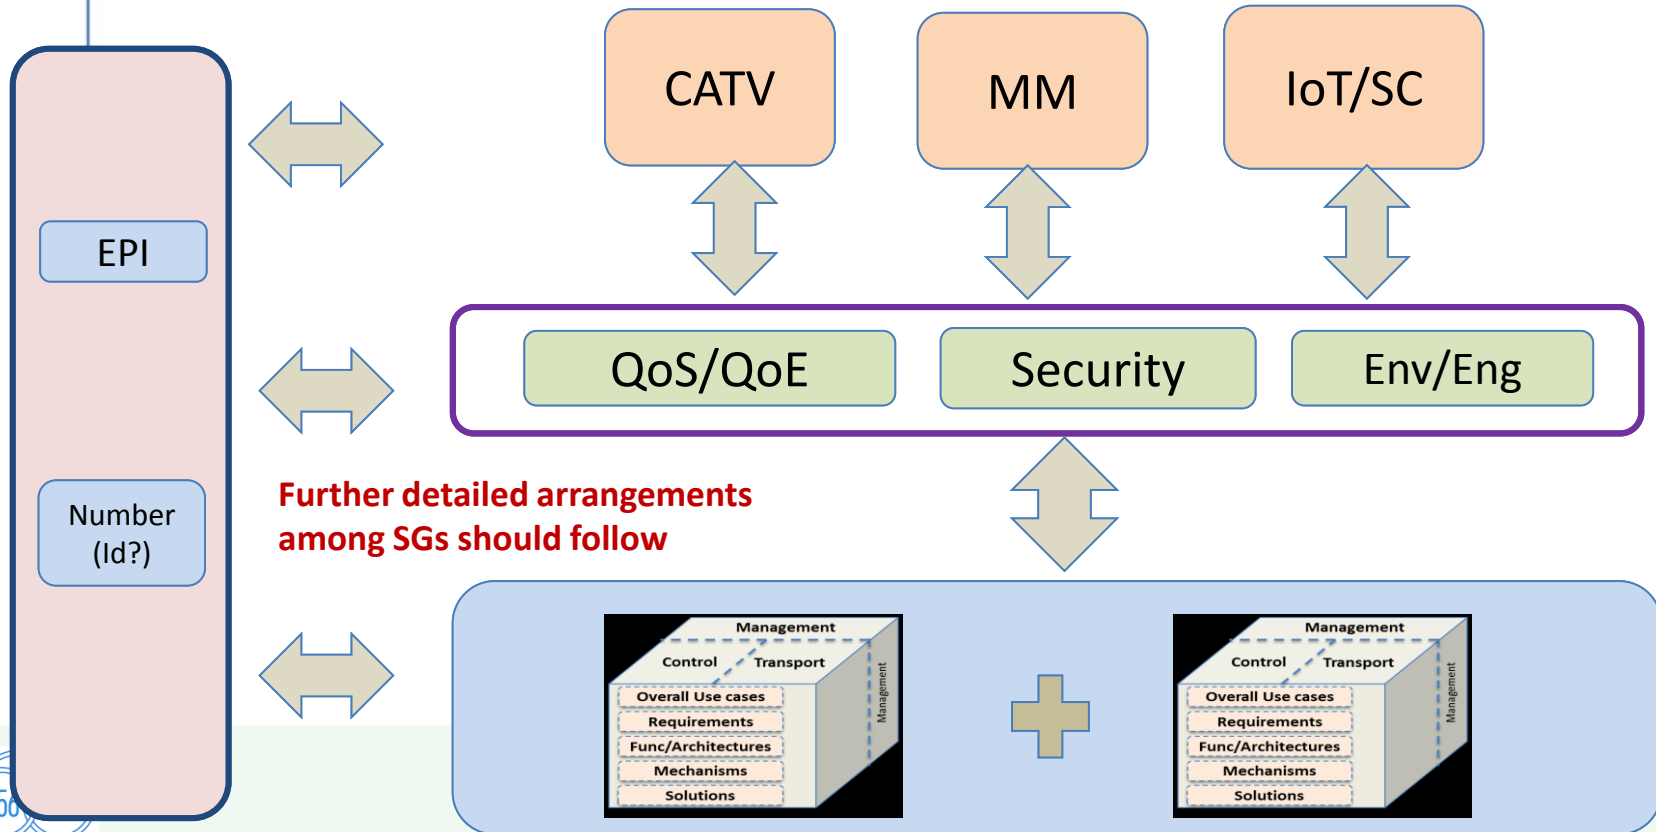 CATV
MM
IoT/SC
EPI
QoS/QoE
Security
Env/Eng
Number
(Id?)
Further detailed arrangements
among SGs should follow
Management
Control
Transport
Management
Overall Use cases
Requirements
Func/Architectures
Mechanisms
Solutions
Management
Control
Transport
Management
Overall Use cases
Requirements
Func/Architectures
Mechanisms
Solutions